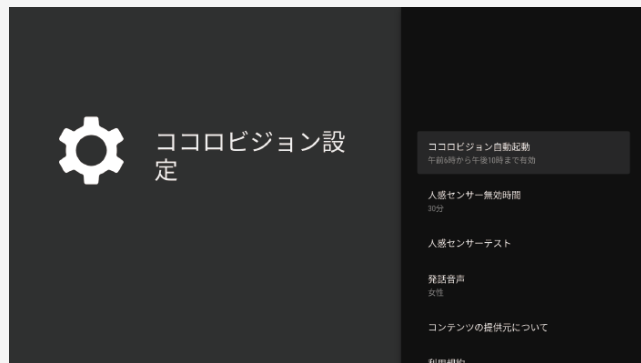 ココロビジョン設
定
ココロビジョン自動起動
午前6時から午後10時まで有効
人感センサー無効時間
30分
人感センサーテスト
発話音声
女性
コンテンツの提供元について
利用規約